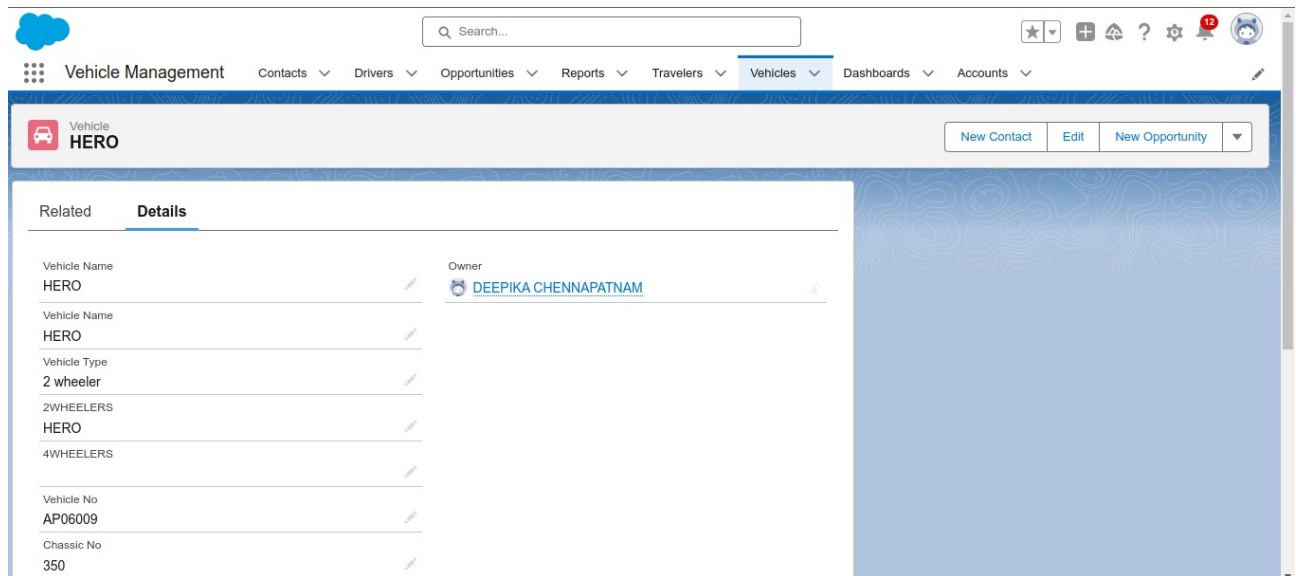 Search...
12
Vehicle Management Contacts Drivers Opportunities Reports Travelers Vehicles Dashboards Accounts
Vehicle
HERO
New Contact Edit New Opportunity
Related Details
Vehicle Name
HERO
Owner
DEEPIKA CHENNAPATNAM
Vehicle Name
HERO
Vehicle Type
2 wheeler
2WHEELERS
HERO
4WHEELERS
Vehicle No
AP06009
Chassic No
350